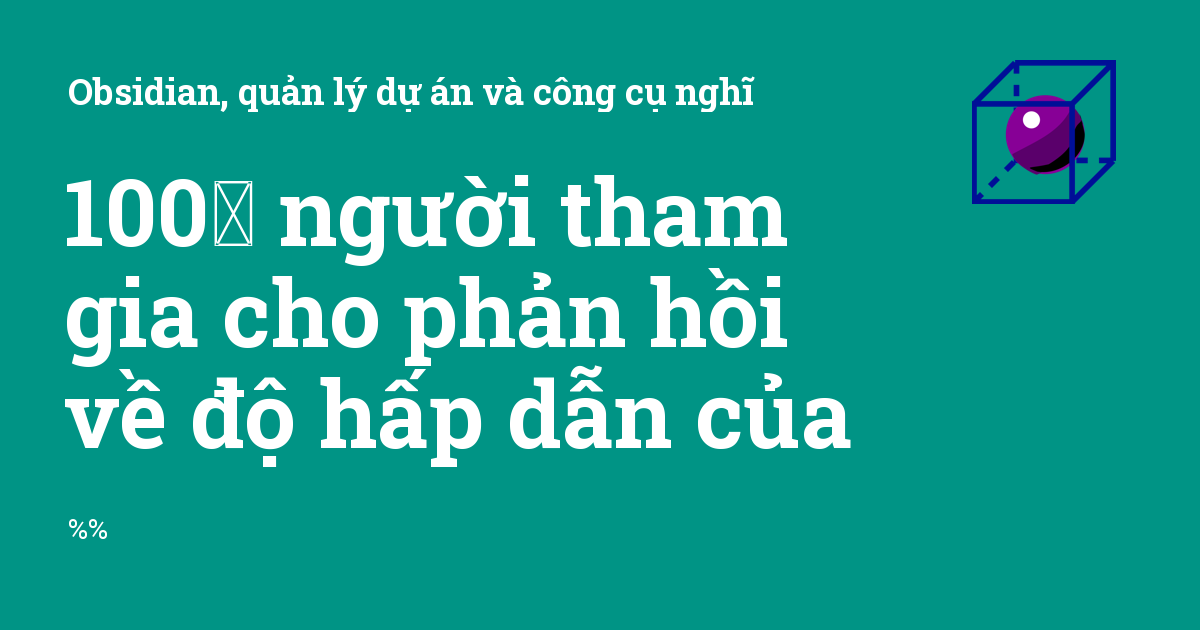 Obsidian, quản lý dự án và công cụ nghĩ
100 người tham
gia cho phản hồi
về độ hấp dẫn của
%%